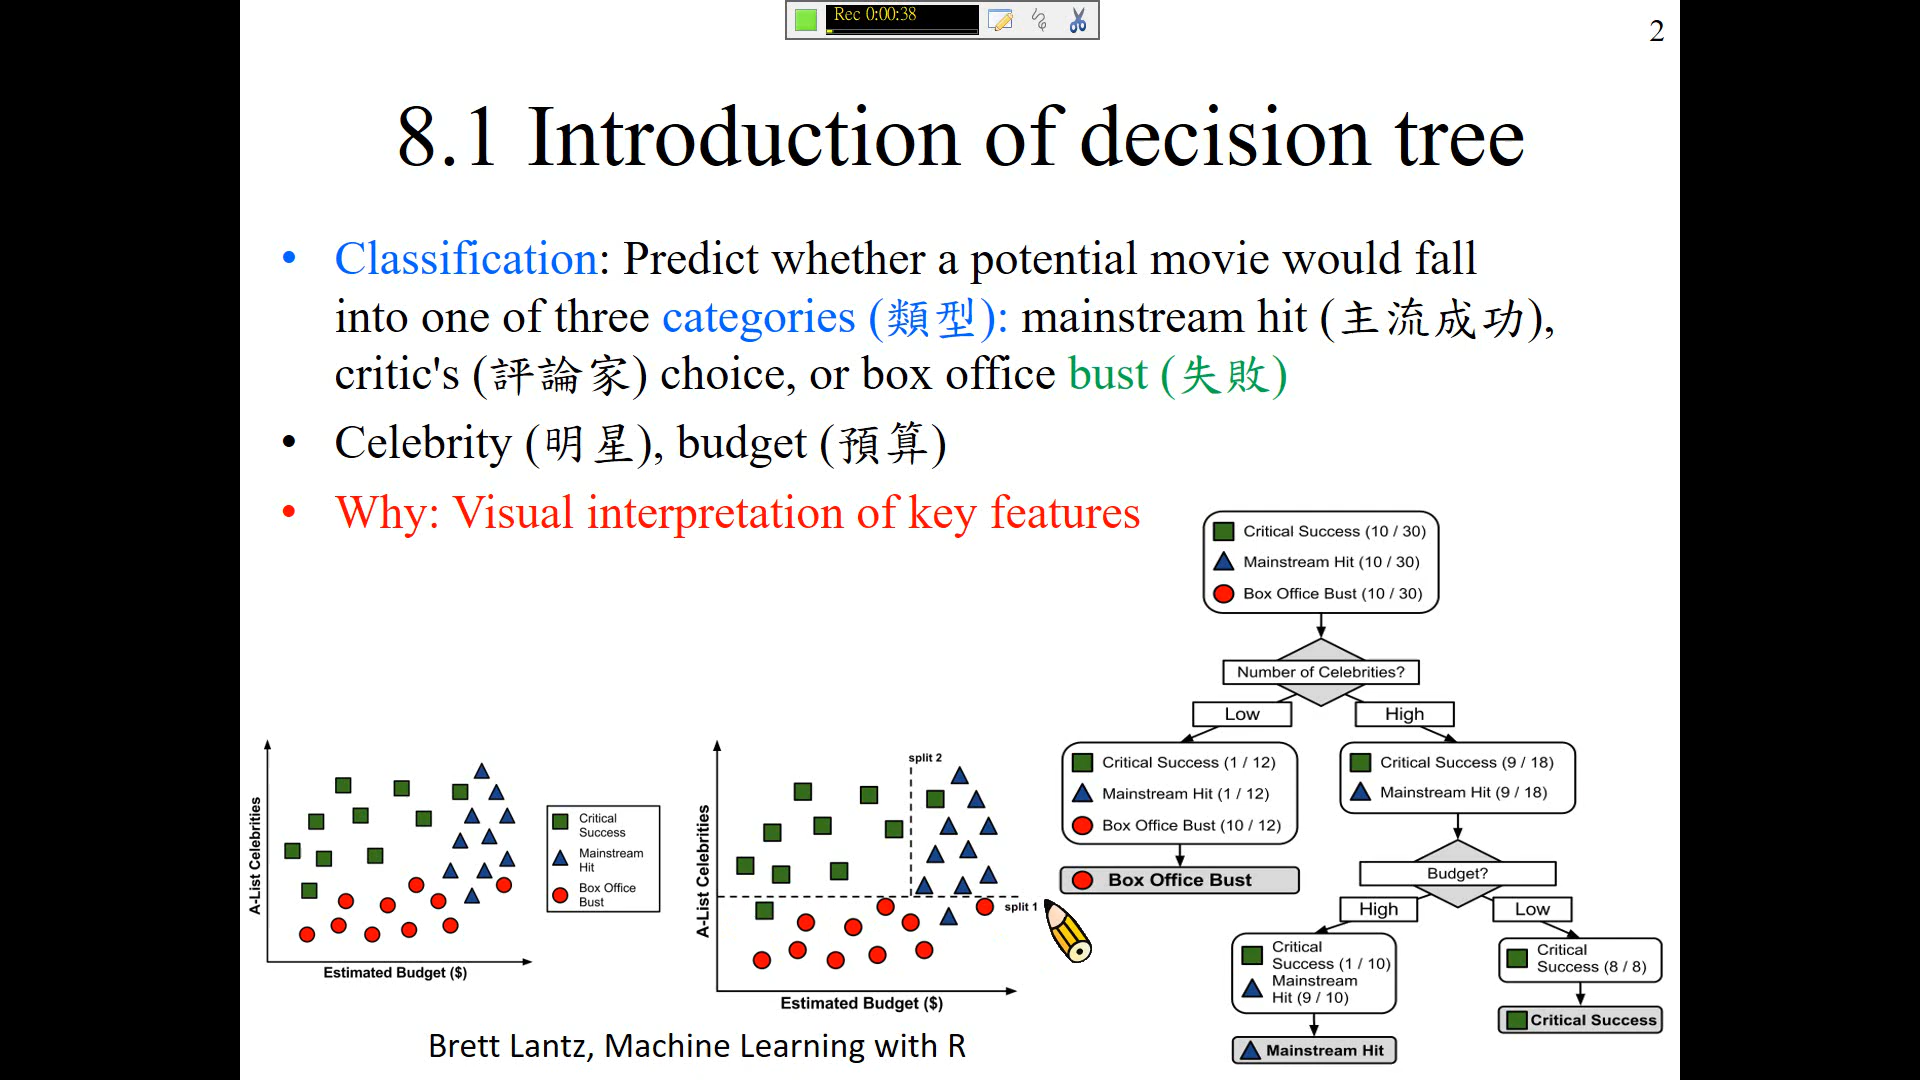 Rec 0:00:38
2
8.1 Introduction of decision tree
• Classification: Predict whether a potential movie would fall
into one of three categories (類型): mainstream hit (主流成功),
critic's (評論家) choice, or box office bust (失敗)
• Celebrity (明星), budget (預算)
• Why: Visual interpretation of key features
A-List Celebrities
Estimated Budget ($)
Critical
Success
Mainstream
Hit
Box Office
Bust
A-List Celebrities
split 2
split 1
Estimated Budget ($)
Critical Success (10 / 30)
Mainstream Hit (10 / 30)
Box Office Bust (10 / 30)
Number of Celebrities?
Low
High
Critical Success (1 / 12)
Mainstream Hit (1 / 12)
Box Office Bust (10 / 12)
Box Office Bust
Critical Success (9 / 18)
Mainstream Hit (9 / 18)
Budget?
High
Low
Critical
Success (1 / 10)
Mainstream
Hit (9 / 10)
Mainstream Hit
Critical
Success (8 / 8)
Critical Success
Brett Lantz, Machine Learning with R